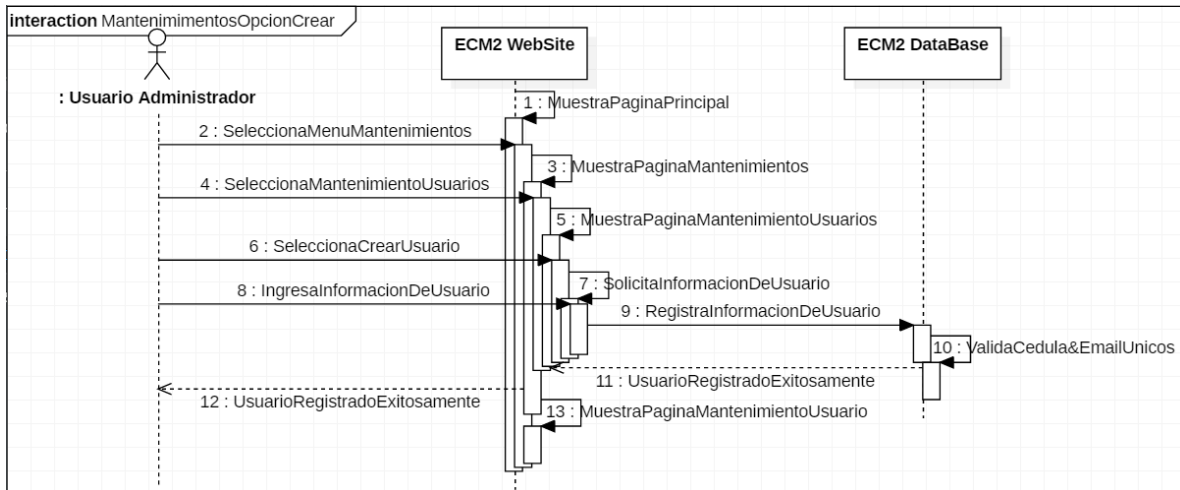 interaction MantenimimentosOpcionCrear
ECM2 WebSite
ECM2 DataBase
: Usuario Administrador
1 : MuestraPaginaPrincipal
2 : SeleccionaMenuMantenimientos
3 : MuestraPaginaMantenimientos
4 : SeleccionaMantenimientoUsuarios
5 : MuestraPaginaMantenimientoUsuarios
6 : SeleccionaCrearUsuario
7 : SolicitaInformacionDeUsuario
8 : IngresaInformacionDeUsuario
9 : RegistraInformacionDeUsuario
10 : ValidaCedula&EmailUnicos
11 : UsuarioRegistradoExitosamente
12 : UsuarioRegistradoExitosamente
13 : MuestraPaginaMantenimientoUsuario